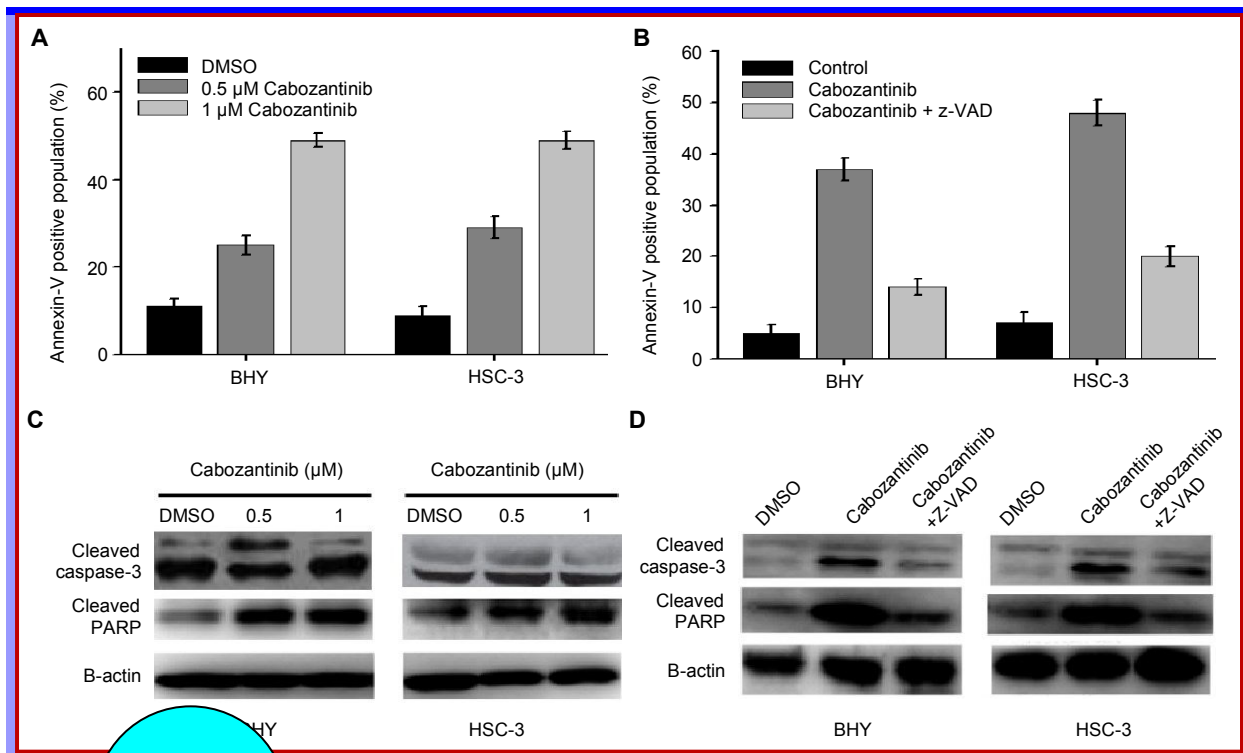 A
DMSO
0.5 µM Cabozantinib
1 µM Cabozantinib
Annexin-V positive population (%)
60
40
20
0
BHY
HSC-3
B
Control
Cabozantinib
Cabozantinib + z-VAD
Annexin-V positive population (%)
60
50
40
30
20
10
0
BHY
HSC-3
C
Cabozantinib (µM)
Cabozantinib (µM)
DMSO 0.5 1
DMSO 0.5 1
Cleaved
caspase-3
Cleaved
PARP
B-actin
HSC-3
D
DMSO
Cabozantinib
Cabozantinib
+Z-VAD
DMSO
Cabozantinib
Cabozantinib
+Z-VAD
Cleaved
caspase-3
Cleaved
PARP
B-actin
BHY
HSC-3